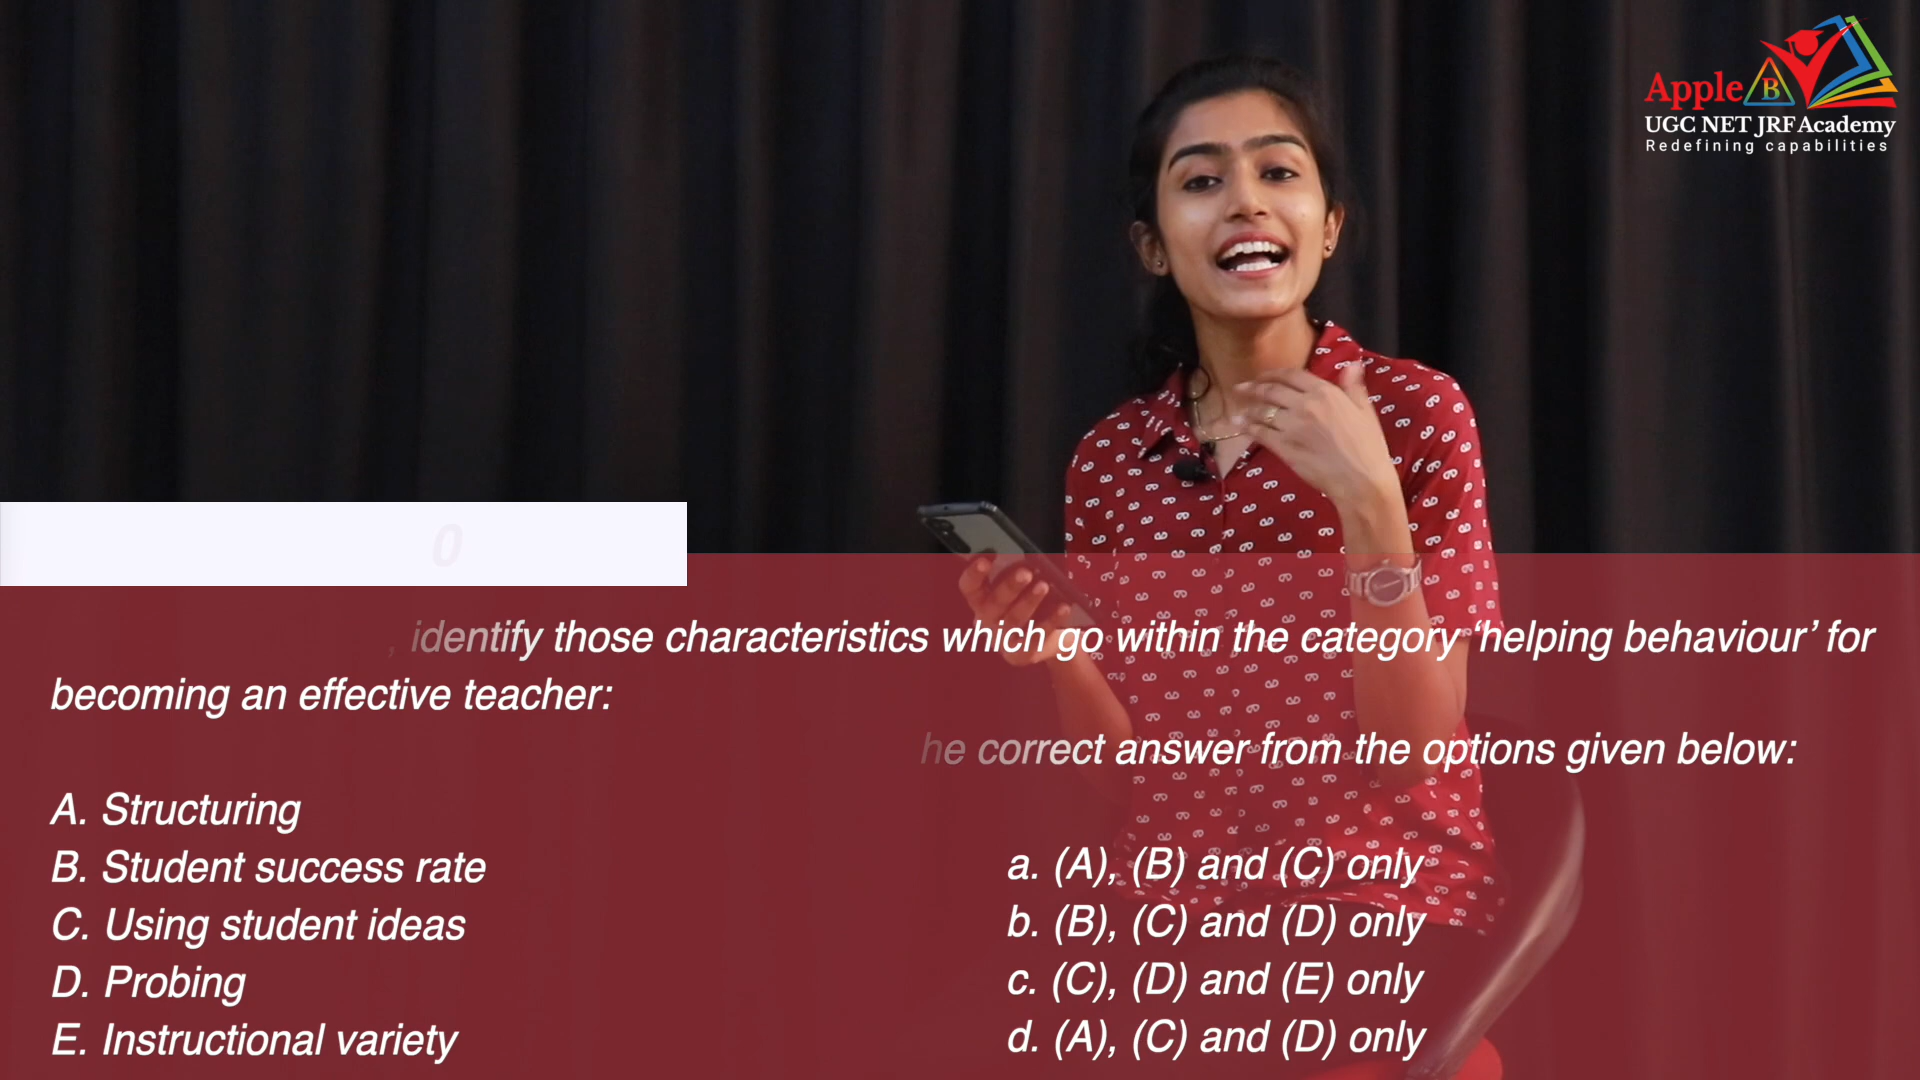 Apple B
UGC NET JRF Academy
Redefining capabilities
0
, identify those characteristics which go within the category ‘helping behaviour’ for
becoming an effective teacher:
he correct answer from the options given below:
A. Structuring
B. Student success rate
C. Using student ideas
D. Probing
E. Instructional variety
a. (A), (B) and (C) only
b. (B), (C) and (D) only
c. (C), (D) and (E) only
d. (A), (C) and (D) only